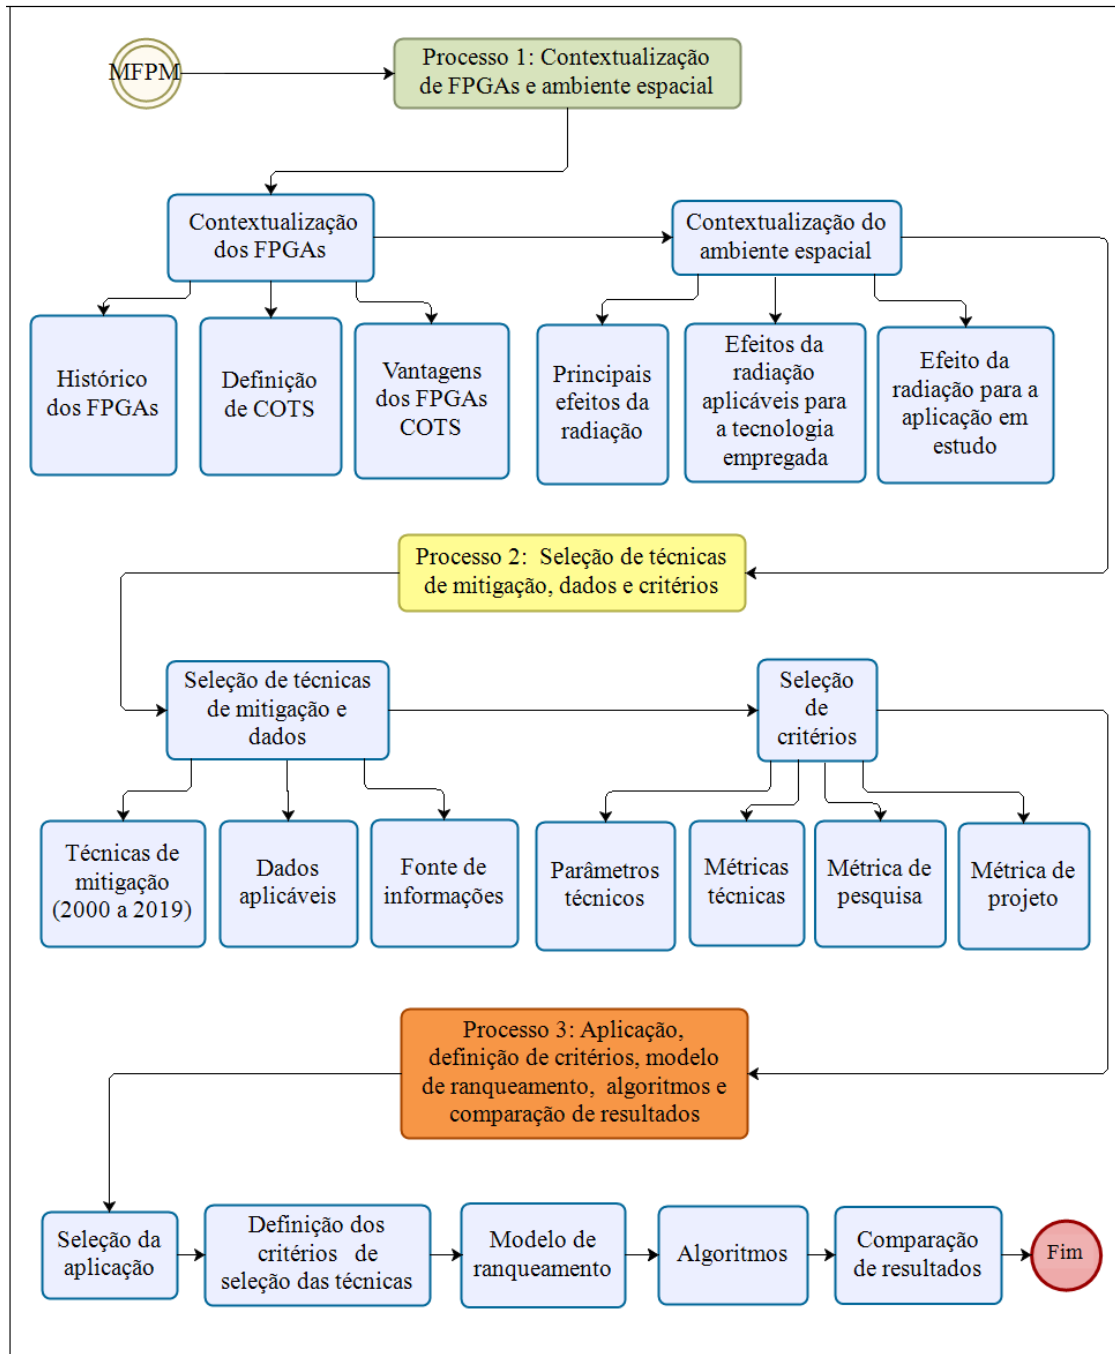 MFPM
Processo 1: Contextualização
de FPGAs e ambiente espacial
Contextualização
dos FPGAs
Contextualização do
ambiente espacial
Histórico
dos FPGAs
Definição
de COTS
Vantagens
dos FPGAs
COTS
Principais
efeitos da
radiação
Efeitos da
radiação
aplicáveis para
a tecnologia
empregada
Efeito da
radiação para a
aplicação em
estudo
Processo 2: Seleção de técnicas
de mitigação, dados e critérios
Seleção de técnicas
de mitigação e
dados
Seleção
de
critérios
Técnicas de
mitigação
(2000 a 2019)
Dados
aplicáveis
Fonte de
informações
Parâmetros
técnicos
Métricas
técnicas
Métrica de
pesquisa
Métrica de
projeto
Processo 3: Aplicação,
definição de critérios, modelo
de ranqueamento, algoritmos e
comparação de resultados
Seleção da
aplicação
Definição dos
critérios de
seleção das técnicas
Modelo de
ranqueamento
Algoritmos
Comparação
de resultados
Fim